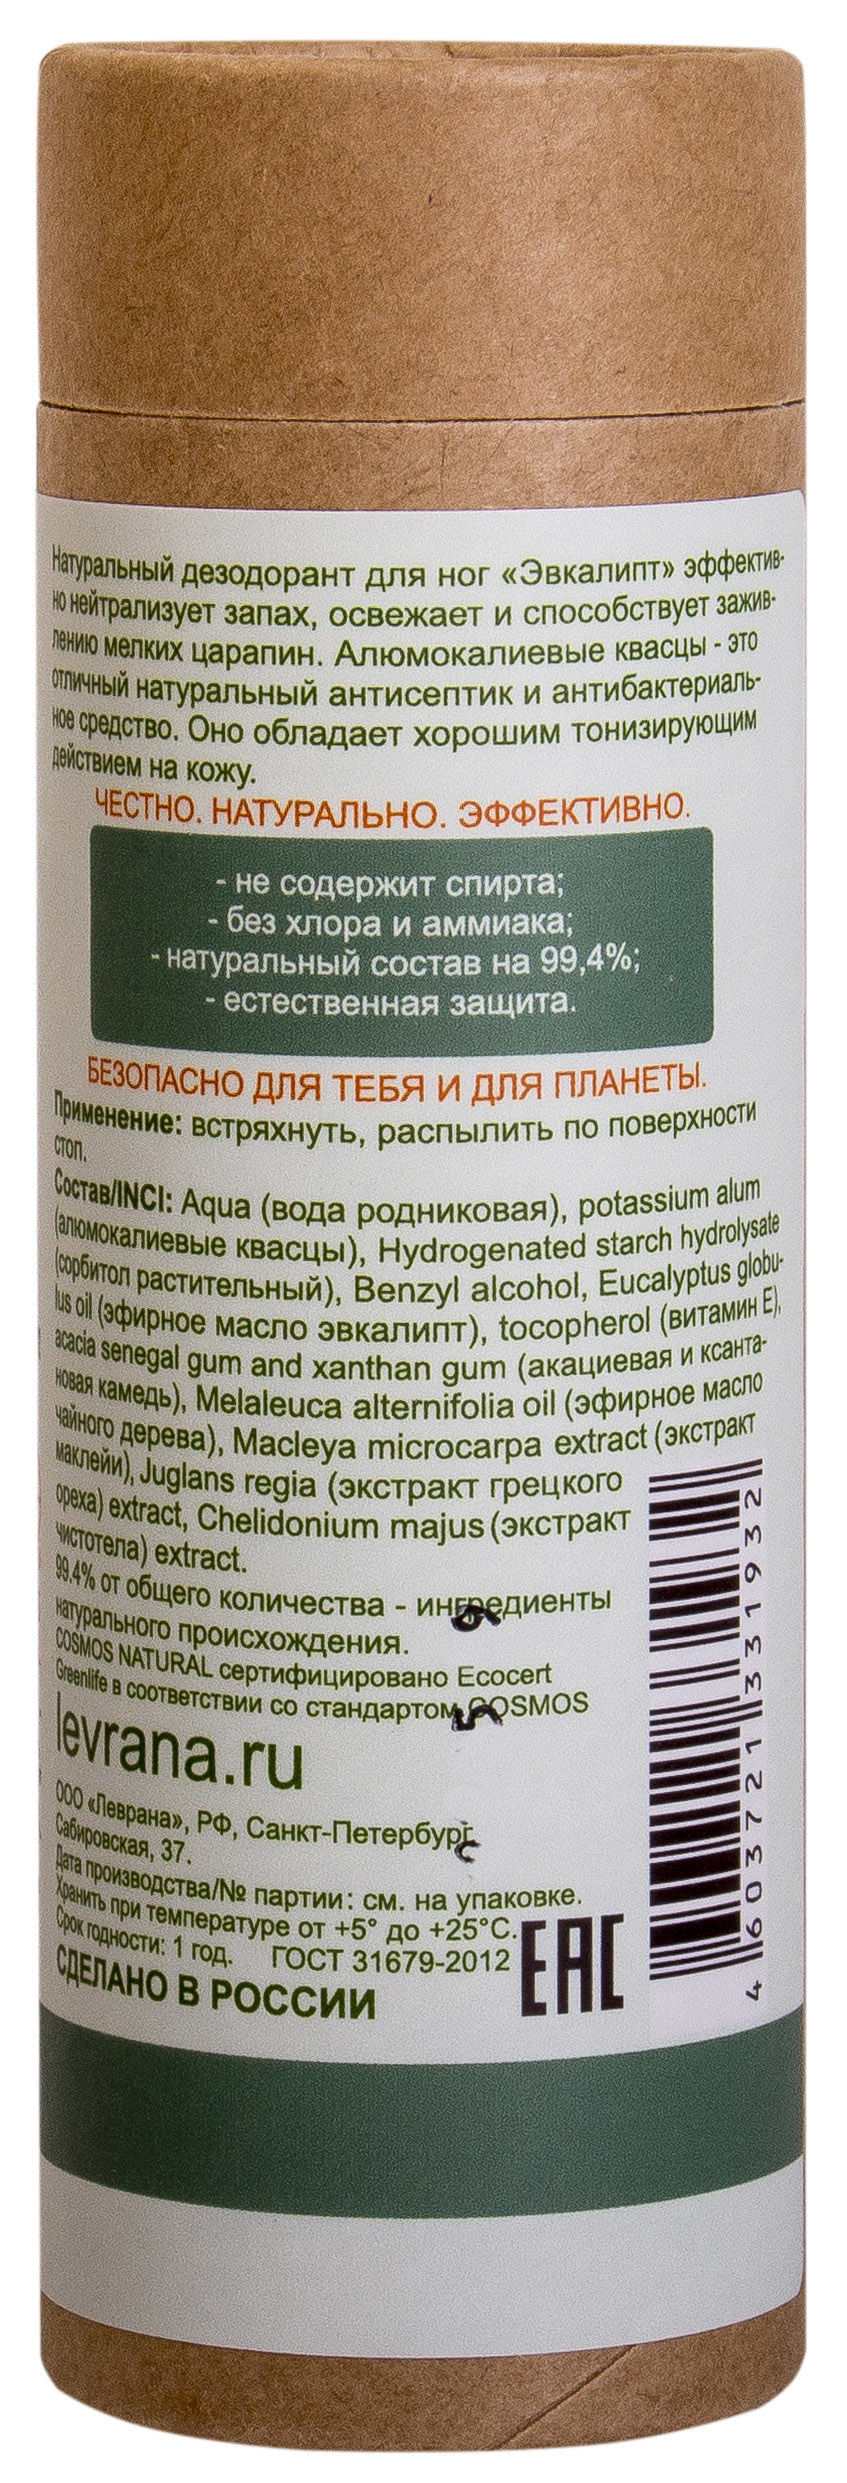 Натуральный дезодорант для ног «Эвкалипт» эффектив-
но нейтрализует запах, освежает и способствует зажив-
лению мелких царапин. Алюмокалиевые квасцы - это
отличный натуральный антисептик и антибактериаль-
ное средство. Оно обладает хорошим тонизирующим
действием на кожу.
ЧЕСТНО. НАТУРАЛЬНО. ЭФФЕКТИВНО.
- не содержит спирта;
- без хлора и аммиака;
- натуральный состав на 99,4%;
- естественная защита.
БЕЗОПАСНО ДЛЯ ТЕБЯ И ДЛЯ ПЛАНЕТЫ.
Применение: встряхнуть, распылить по поверхности
стоп.
Состав/INCI: Aqua (вода родниковая), potassium alum
(алюмокалиевые квасцы), Hydrogenated starch hydrolysate
(сорбитол растительный), Benzyl alcohol, Eucalyptus globu-
lus oil (эфирное масло эвкалипт), tocopherol (витамин Е),
acacia senegal gum and xanthan gum (акациевая и ксанта-
новая камедь), Melaleuca alternifolia oil (эфирное масло
чайного дерева), Macleya microcarpa extract (экстракт
маклейи), Juglans regia (экстракт грецкого
ореха) extract, Chelidonium majus (экстракт
чистотела) extract.
99.4% от общего количества - ингредиенты
натурального происхождения.
COSMOS NATURAL сертифицировано Ecocert
Greenlife в соответствии со стандартом COSMOS
levrana.ru
ООО «Леврана», РФ, Санкт-Петербург,
Сабировская, 37.
Дата производства/№ партии: см. на упаковке.
Хранить при температуре от +5° до +25°С.
Срок годности: 1 год. ГОСТ 31679-2012
СДЕЛАНО В РОССИИ
EAC
4 603721 331932